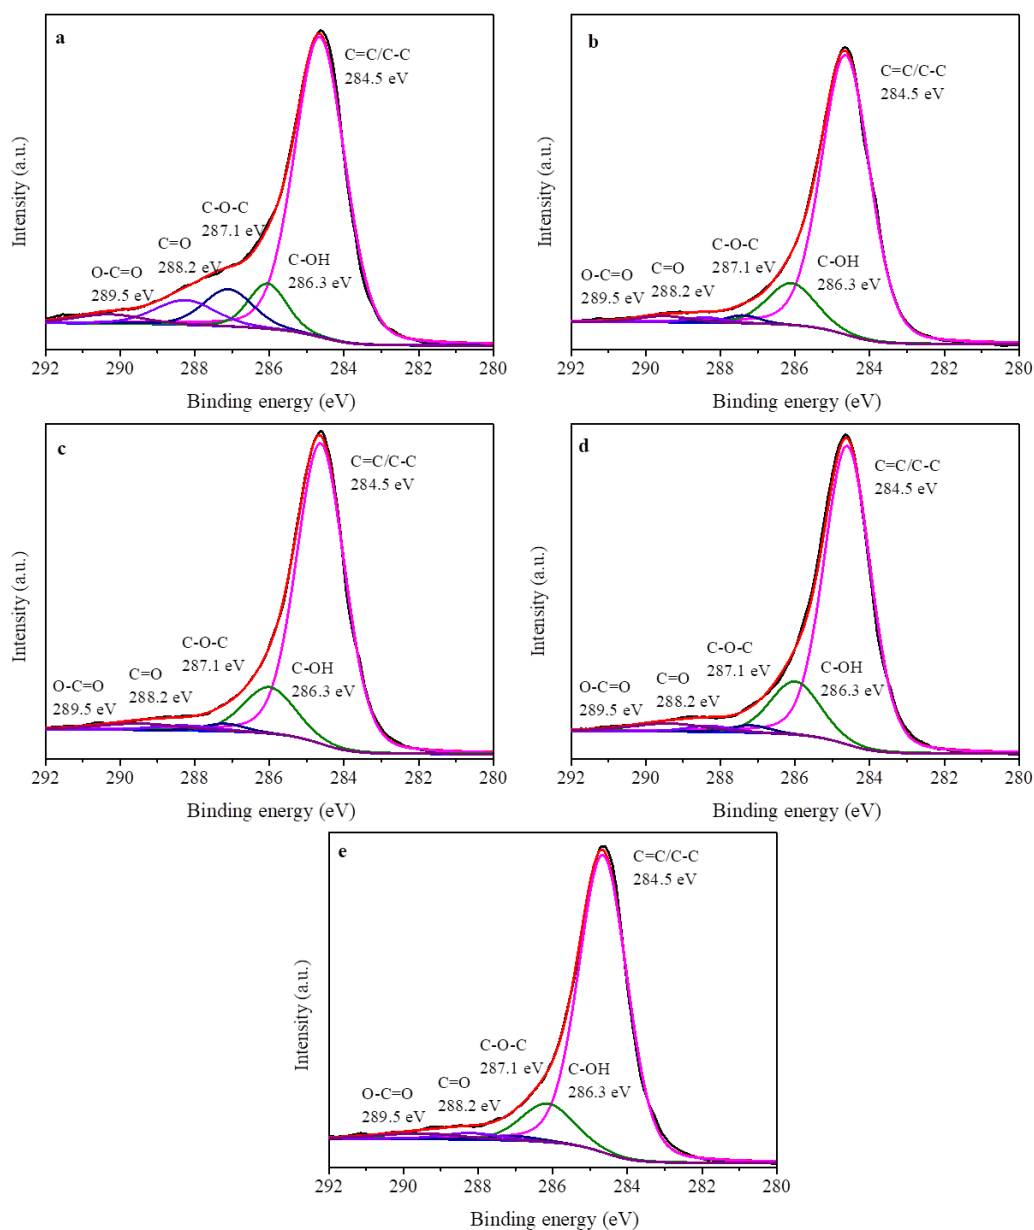 a
C=C/C-C
284.5 eV
C-O-C
287.1 eV
C=O
288.2 eV
O-C=O
289.5 eV
C-OH
286.3 eV
Intensity (a.u.)
292 290 288 286 284 282 280
Binding energy (eV)
b
C=C/C-C
284.5 eV
C-O-C
287.1 eV
C=O
288.2 eV
O-C=O
289.5 eV
C-OH
286.3 eV
Intensity (a.u.)
292 290 288 286 284 282 280
Binding energy (eV)
c
C=C/C-C
284.5 eV
C-O-C
287.1 eV
C=O
288.2 eV
O-C=O
289.5 eV
C-OH
286.3 eV
Intensity (a.u.)
292 290 288 286 284 282 280
Binding energy (eV)
d
C=C/C-C
284.5 eV
C-O-C
287.1 eV
C=O
288.2 eV
O-C=O
289.5 eV
C-OH
286.3 eV
Intensity (a.u.)
292 290 288 286 284 282 280
Binding energy (eV)
e
C=C/C-C
284.5 eV
C-O-C
287.1 eV
C=O
288.2 eV
O-C=O
289.5 eV
C-OH
286.3 eV
Intensity (a.u.)
292 290 288 286 284 282 280
Binding energy (eV)